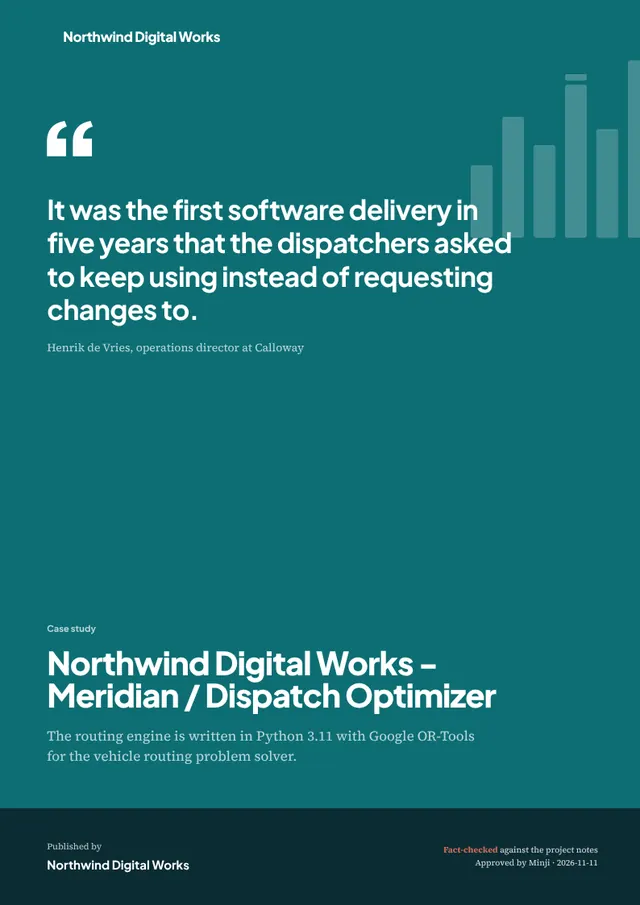 Northwind Digital Works
“
It was the first software delivery in
five years that the dispatchers asked
to keep using instead of requesting
changes to.
Henrik de Vries, operations director at Calloway
Case study
Northwind Digital Works –
Meridian / Dispatch Optimizer
The routing engine is written in Python 3.11 with Google OR-Tools
for the vehicle routing problem solver.
Published by
Northwind Digital Works
Fact-checked against the project notes
Approved by Minji · 2026-11-11